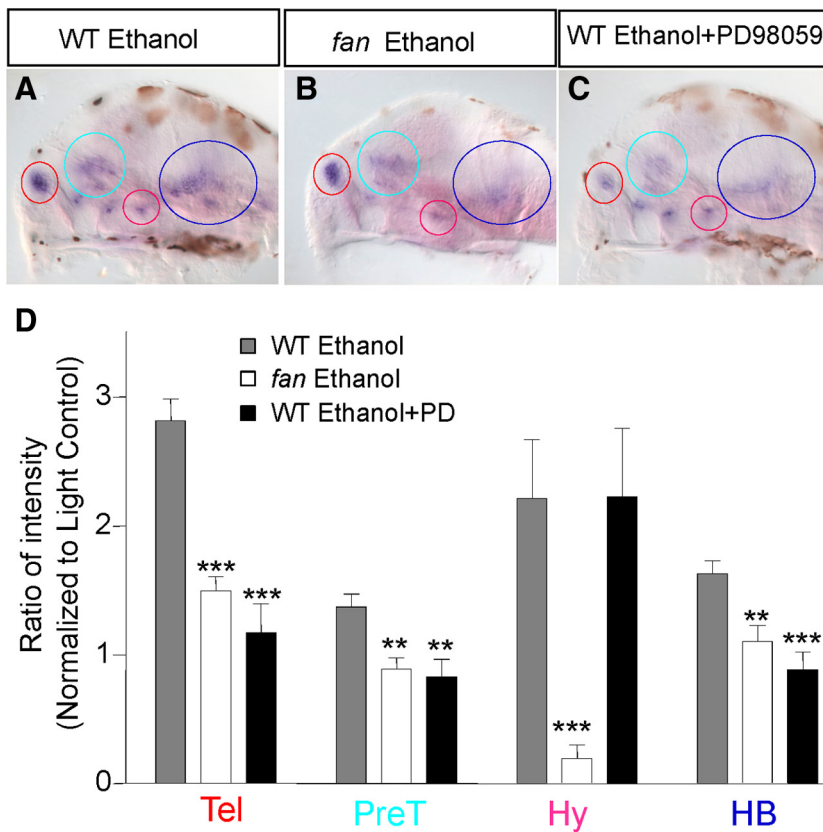 WT Ethanol
fan Ethanol
WT Ethanol+PD98059
A
B
C
D
WT Ethanol
fan Ethanol
WT Ethanol+PD
Ratio of intensity
(Normalized to Light Control)
3
2
1
0
***
***
**
**
***
**
***
Tel
PreT
Hy
HB